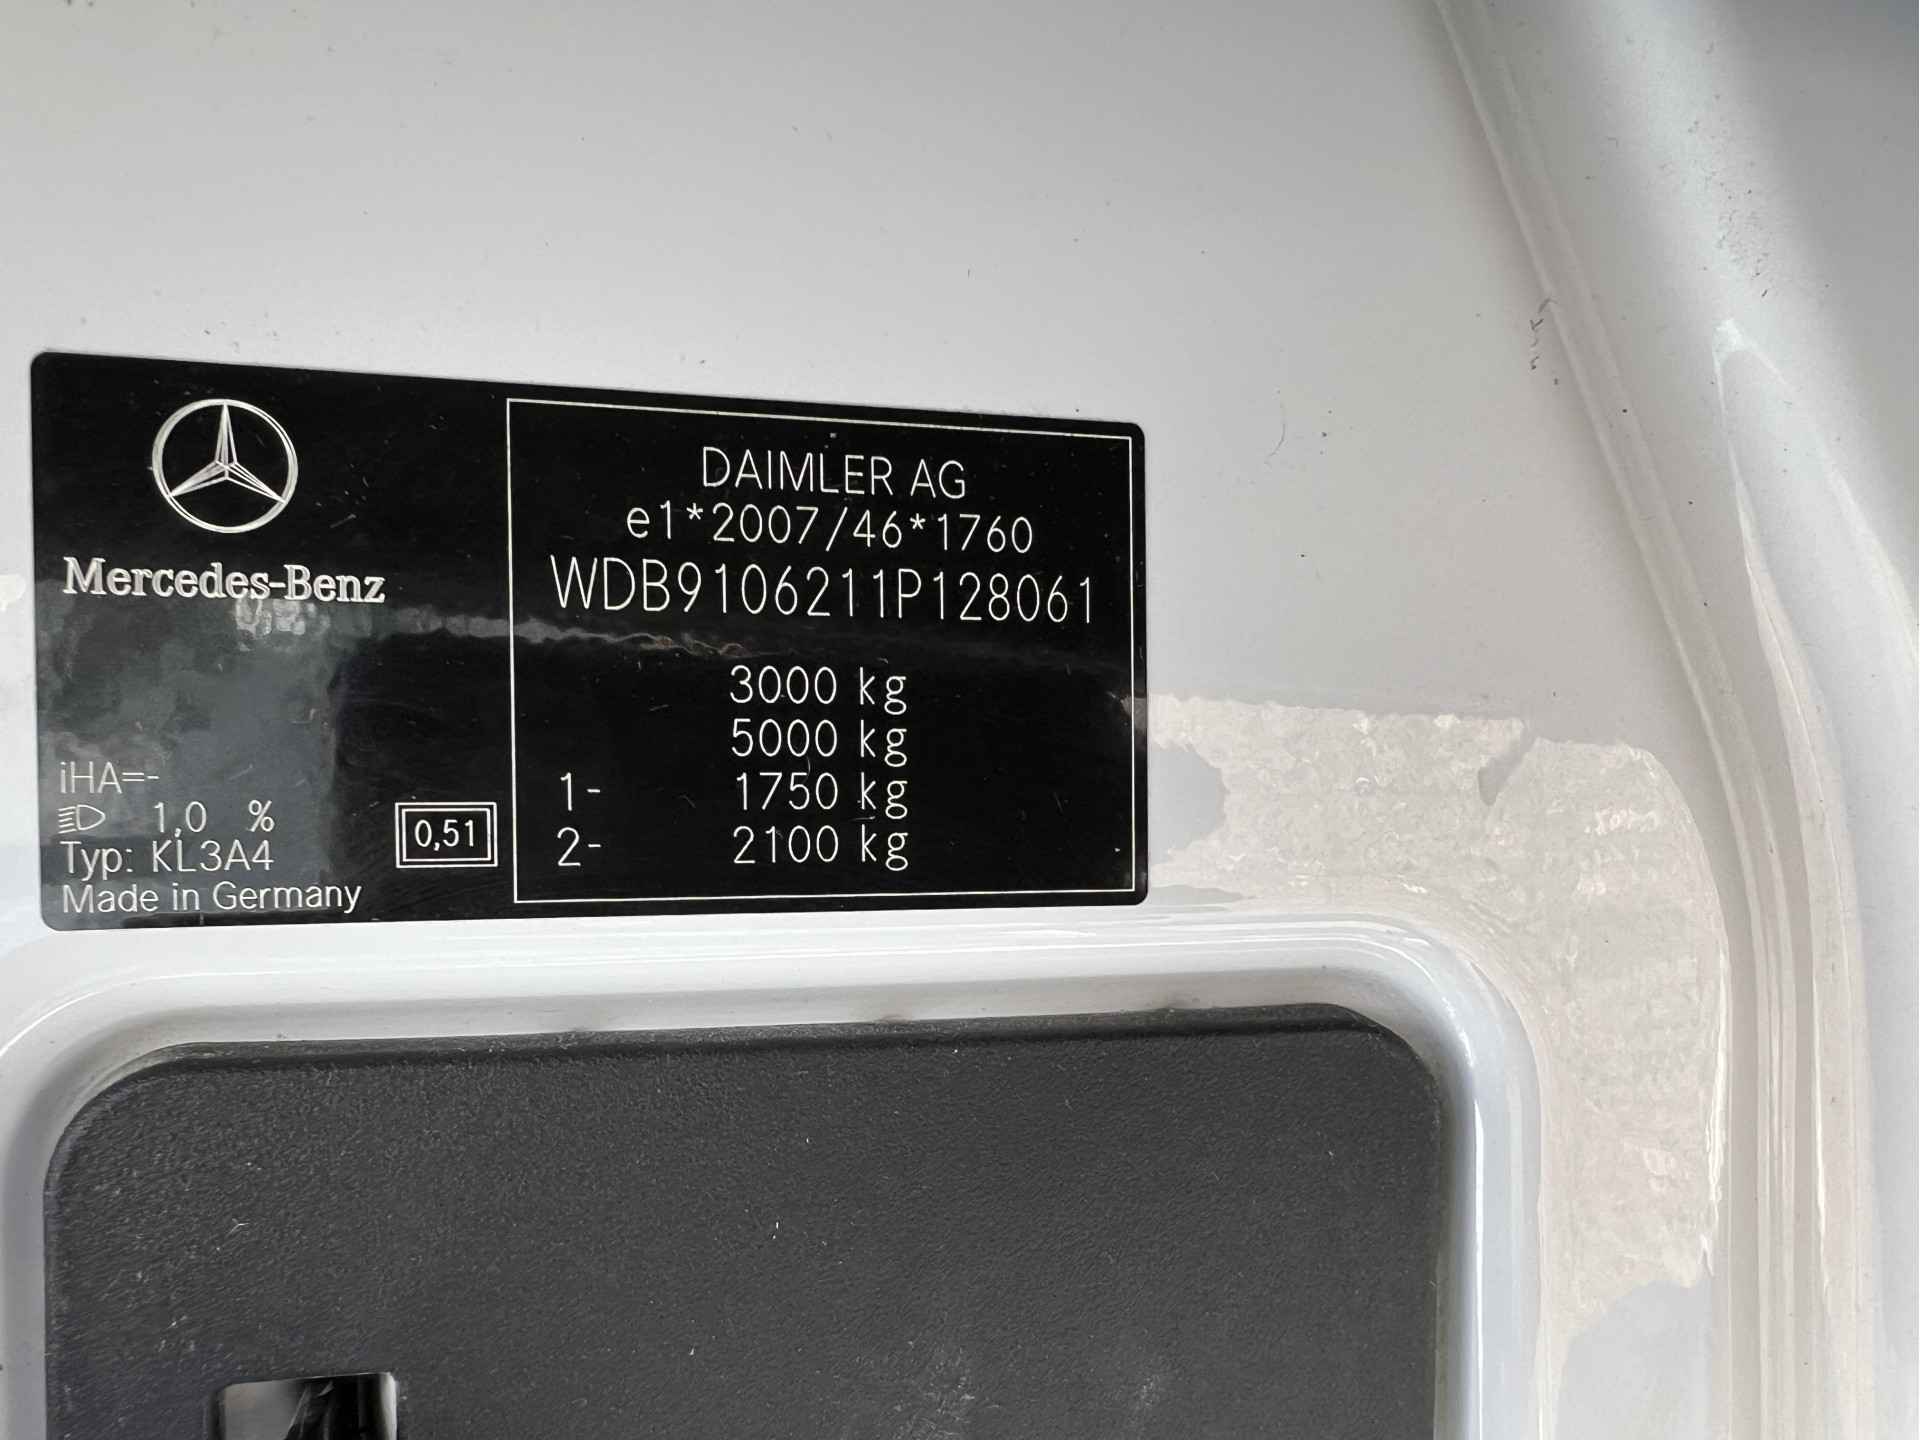 Mercedes-Benz
iHA=-
1,0 %
Typ: KL3A4
Made in Germany
0,51
DAIMLER AG
e1*2007/46*1760
WDB9106211P128061
3000 kg
5000 kg
1- 1750 kg
2- 2100 kg